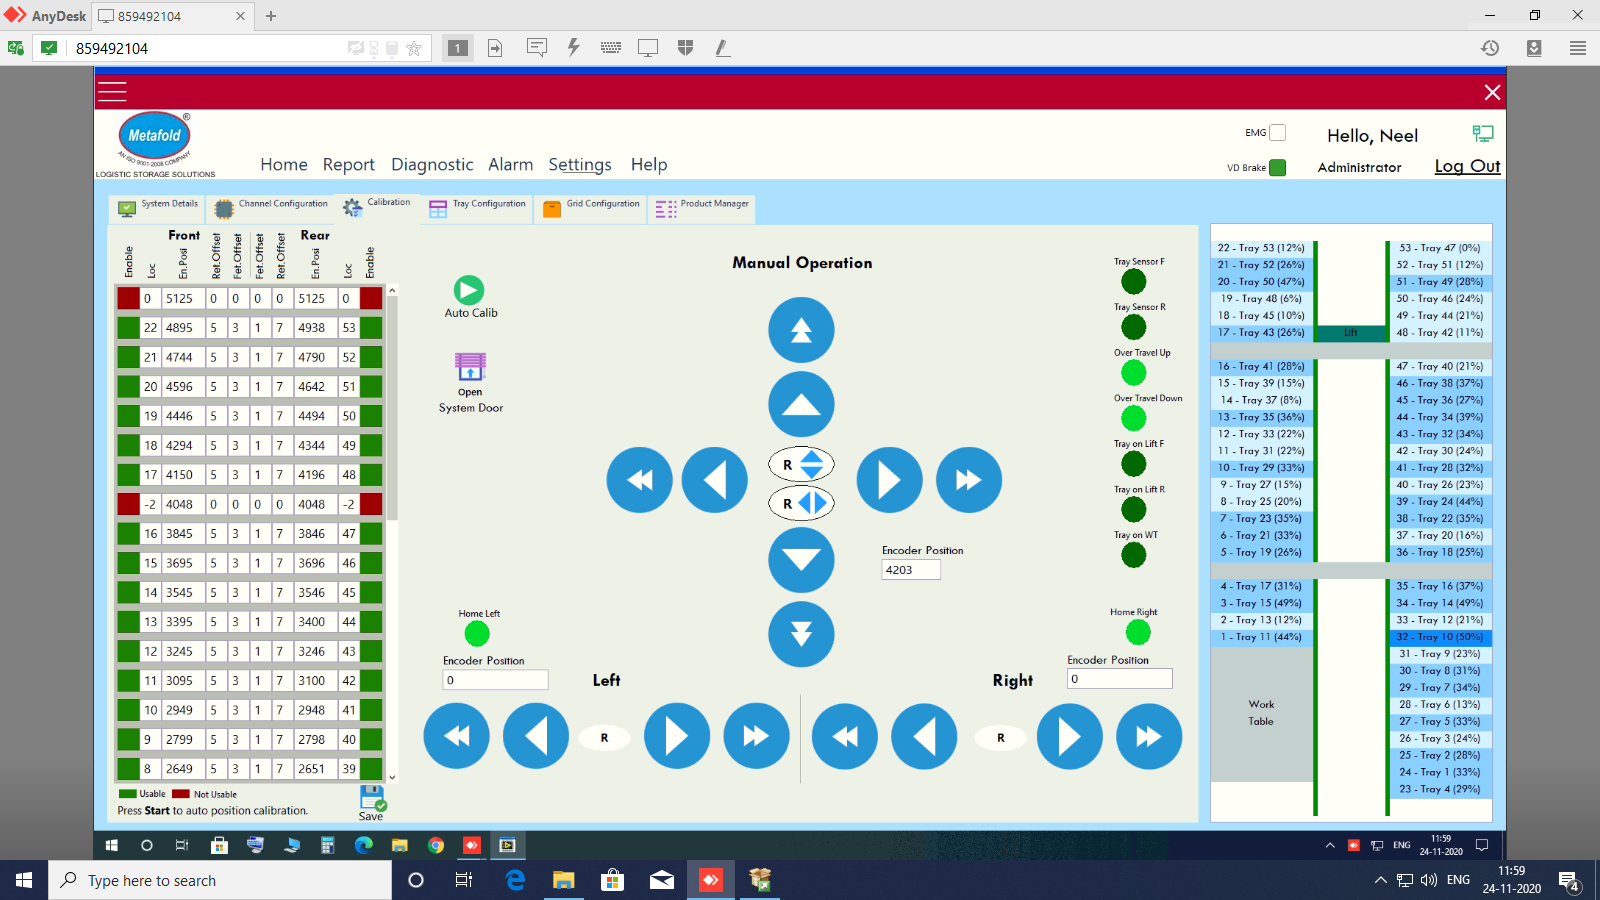 AnyDesk
859492104
859492104
1
Metafold
®
AN ISO 9001-2008 COMPANY
LOGISTIC STORAGE SOLUTIONS
Home Report Diagnostic Alarm Settings Help
EMG
Hello, Neel
VD Brake
Administrator
Log Out
System Details
Channel Configuration
Calibration
Tray Configuration
Grid Configuration
Product Manager
Front Rear
Enable Loc En.Posi Ret.Offset Fet.Offset Fet.Offset Ret.Offset En.Posi Loc Enable
0 5125 0 0 0 0 5125 0
22 4895 5 3 1 7 4938 53
21 4744 5 3 1 7 4790 52
20 4596 5 3 1 7 4642 51
19 4446 5 3 1 7 4494 50
18 4294 5 3 1 7 4344 49
17 4150 5 3 1 7 4196 48
-2 4048 0 0 0 0 4048 -2
16 3845 5 3 1 7 3846 47
15 3695 5 3 1 7 3696 46
14 3545 5 3 1 7 3546 45
13 3395 5 3 1 7 3400 44
12 3245 5 3 1 7 3246 43
11 3095 5 3 1 7 3100 42
10 2949 5 3 1 7 2948 41
9 2799 5 3 1 7 2798 40
8 2649 5 3 1 7 2651 39
Usable Not Usable
Press Start to auto position calibration.
Save
Auto Calib
Open
System Door
Manual Operation
R
R
Encoder Position
4203
Tray Sensor F
Tray Sensor R
Over Travel Up
Over Travel Down
Tray on Lift F
Tray on Lift R
Tray on WT
Home Left
Encoder Position
0
Left
R
Home Right
Encoder Position
0
Right
R
22 - Tray 53 (12%)
21 - Tray 52 (26%)
20 - Tray 50 (47%)
19 - Tray 48 (6%)
18 - Tray 45 (10%)
17 - Tray 43 (26%)
16 - Tray 41 (28%)
15 - Tray 39 (15%)
14 - Tray 37 (8%)
13 - Tray 35 (36%)
12 - Tray 33 (22%)
11 - Tray 31 (22%)
10 - Tray 29 (33%)
9 - Tray 27 (15%)
8 - Tray 25 (20%)
7 - Tray 23 (35%)
6 - Tray 21 (33%)
5 - Tray 19 (26%)
4 - Tray 17 (31%)
3 - Tray 15 (49%)
2 - Tray 13 (12%)
1 - Tray 11 (44%)
Work
Table
Lift
53 - Tray 47 (0%)
52 - Tray 51 (12%)
51 - Tray 49 (28%)
50 - Tray 46 (24%)
49 - Tray 44 (21%)
48 - Tray 42 (11%)
47 - Tray 40 (21%)
46 - Tray 38 (37%)
45 - Tray 36 (27%)
44 - Tray 34 (39%)
43 - Tray 32 (34%)
42 - Tray 30 (24%)
41 - Tray 28 (32%)
40 - Tray 26 (23%)
39 - Tray 24 (44%)
38 - Tray 22 (35%)
37 - Tray 20 (16%)
36 - Tray 18 (25%)
35 - Tray 16 (37%)
34 - Tray 14 (49%)
33 - Tray 12 (21%)
32 - Tray 10 (50%)
31 - Tray 9 (23%)
30 - Tray 8 (31%)
29 - Tray 7 (34%)
28 - Tray 6 (13%)
27 - Tray 5 (33%)
26 - Tray 3 (24%)
25 - Tray 2 (28%)
24 - Tray 1 (33%)
23 - Tray 4 (29%)
ENG
11:59
24-11-2020
Type here to search
ENG
11:59
24-11-2020
4